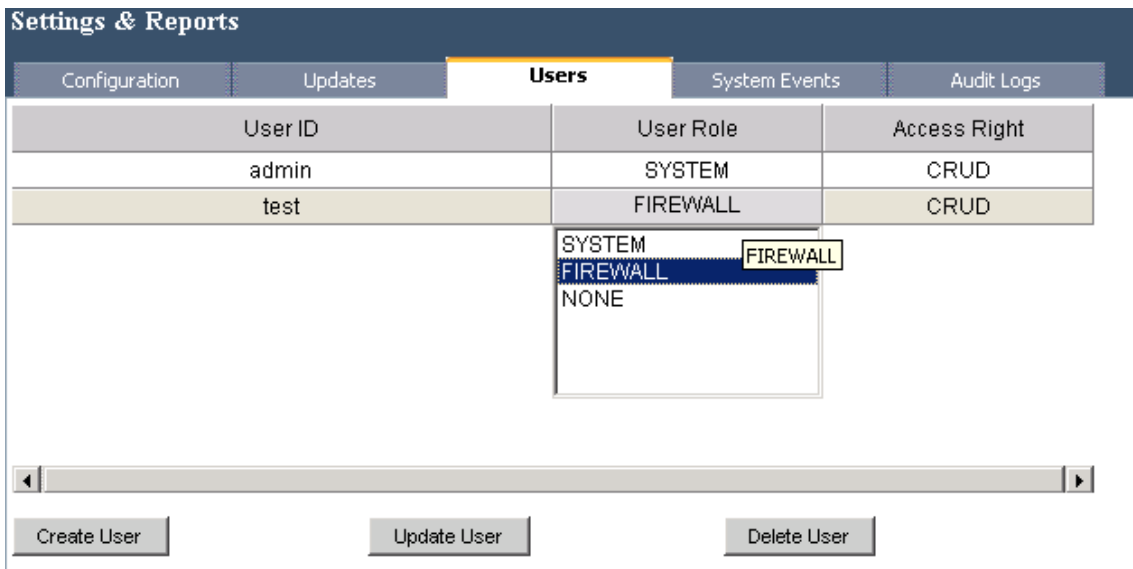 Settings & Reports
Configuration Updates Users System Events Audit Logs
User ID User Role Access Right
admin SYSTEM CRUD
test FIREWALL CRUD
SYSTEM
FIREWALL
FIREWALL
NONE
Create User Update User Delete User